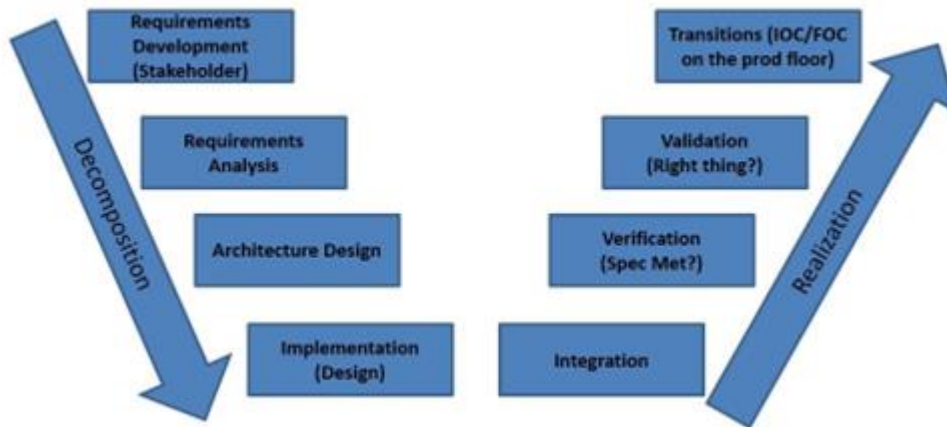 Requirements
Development
(Stakeholder)
Requirements
Analysis
Architecture Design
Implementation
(Design)
Decomposition
Transitions (IOC/FOC
on the prod floor)
Validation
(Right thing?)
Verification
(Spec Met?)
Integration
Realization